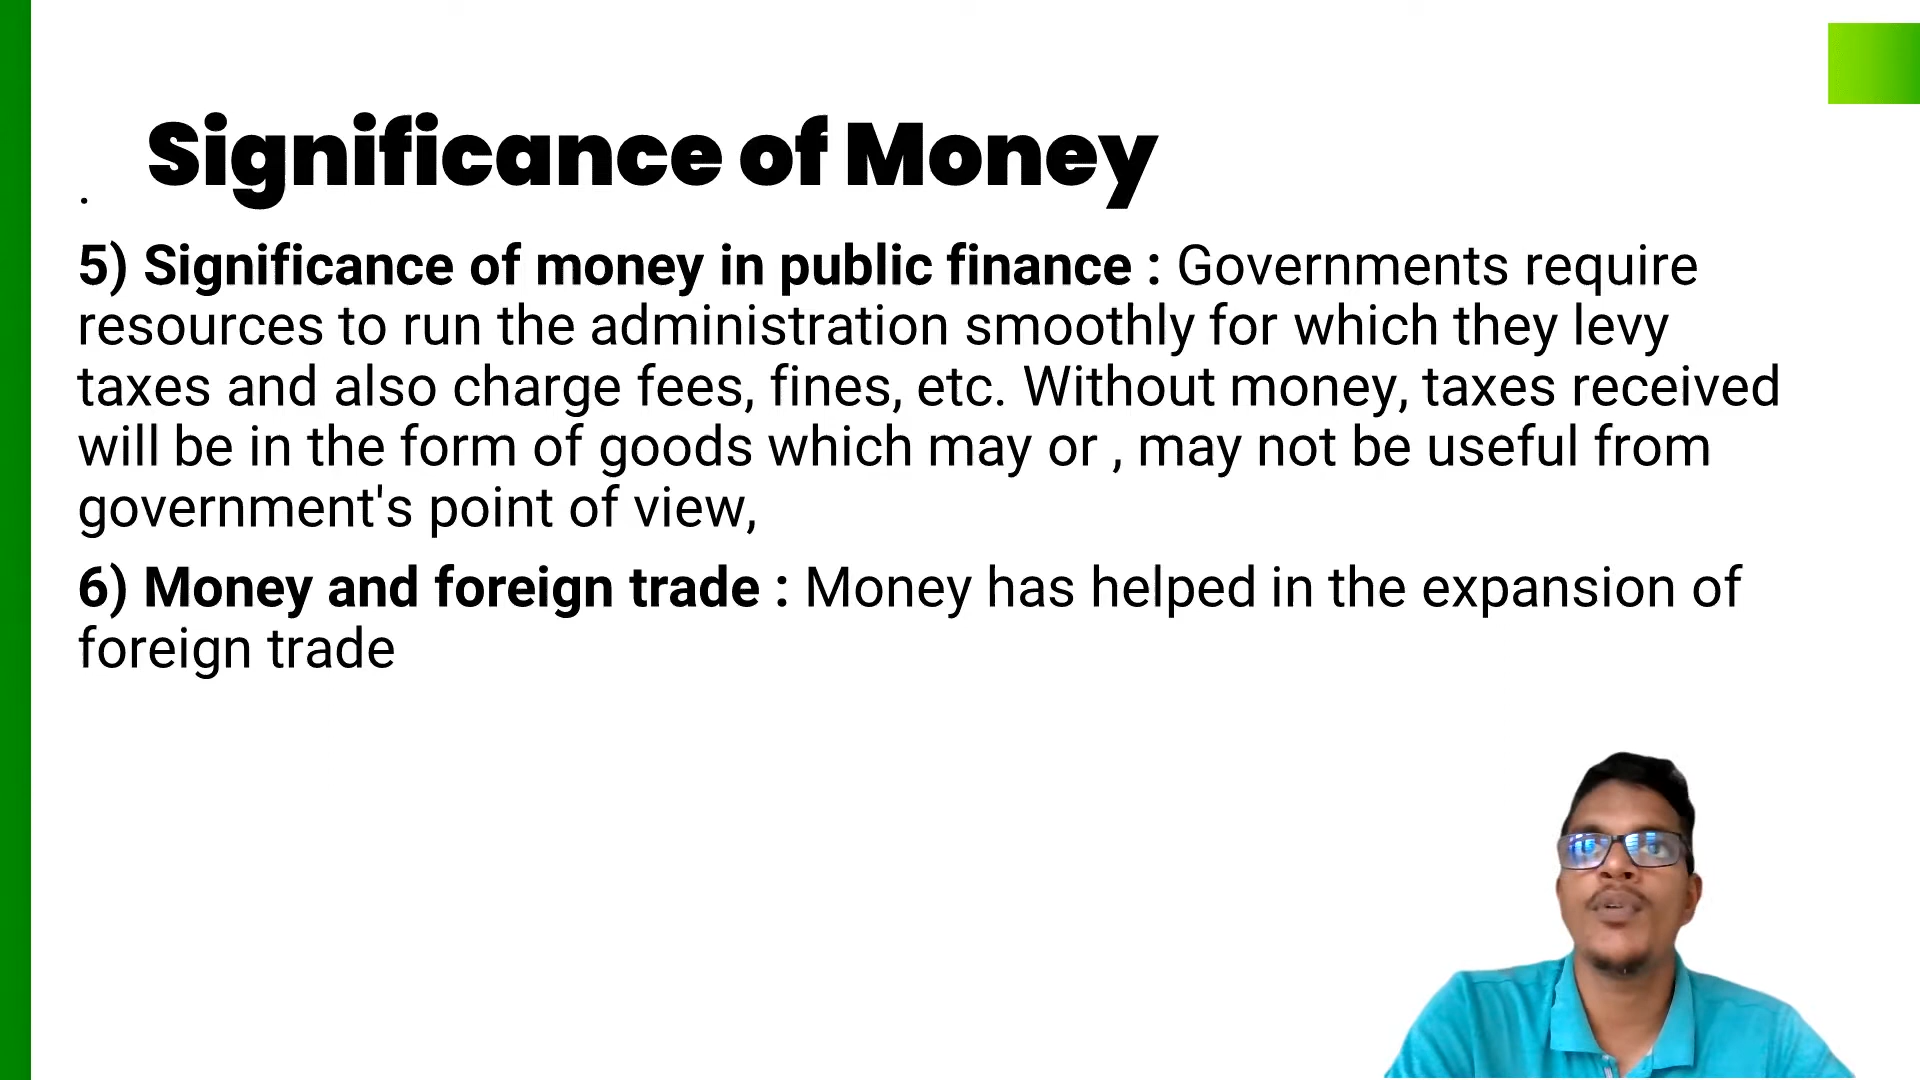 Significance of Money
.
5) Significance of money in public finance : Governments require
resources to run the administration smoothly for which they levy
taxes and also charge fees, fines, etc. Without money, taxes received
will be in the form of goods which may or , may not be useful from
government's point of view,
6) Money and foreign trade : Money has helped in the expansion of
foreign trade